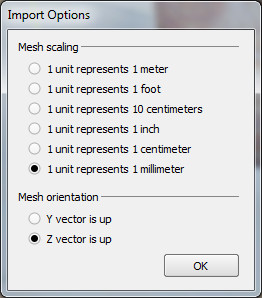 Import Options
Mesh scaling
1 unit represents 1 meter
1 unit represents 1 foot
1 unit represents 10 centimeters
1 unit represents 1 inch
1 unit represents 1 centimeter
1 unit represents 1 millimeter
Mesh orientation
Y vector is up
Z vector is up
OK